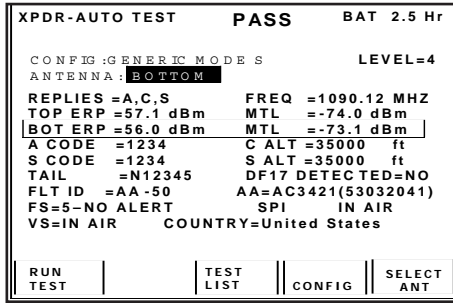 XPDR-AUTO TEST PASS BAT 2.5 Hr
CONFIG:GENERIC MODE S LEVEL=4
ANTENNA: BOTTOM
REPLIES =A,C,S FREQ =1090.12 MHZ
TOP ERP =57.1 dBm MTL =-74.0 dBm
BOT ERP =56.0 dBm MTL =-73.1 dBm
A CODE =1234 C ALT =35000 ft
S CODE =1234 S ALT =35000 ft
TAIL =N12345 DF17 DETECTED=NO
FLT ID =AA-50 AA=AC3421(53032041)
FS=5–NO ALERT SPI IN AIR
VS=IN AIR COUNTRY=United States
RUN TEST
TEST LIST
CONFIG
SELECT ANT